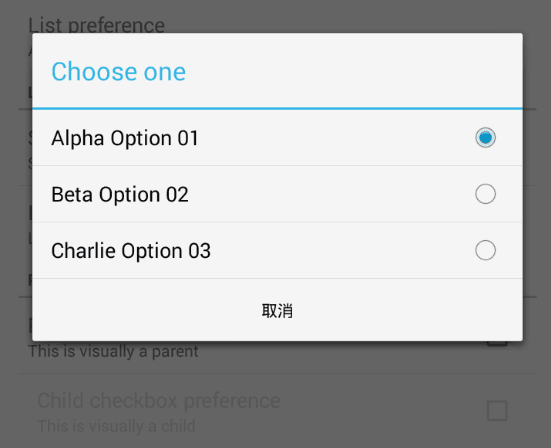 List preference
Choose one
Alpha Option 01
Beta Option 02
Charlie Option 03
取消
This is visually a parent
Child checkbox preference
This is visually a child